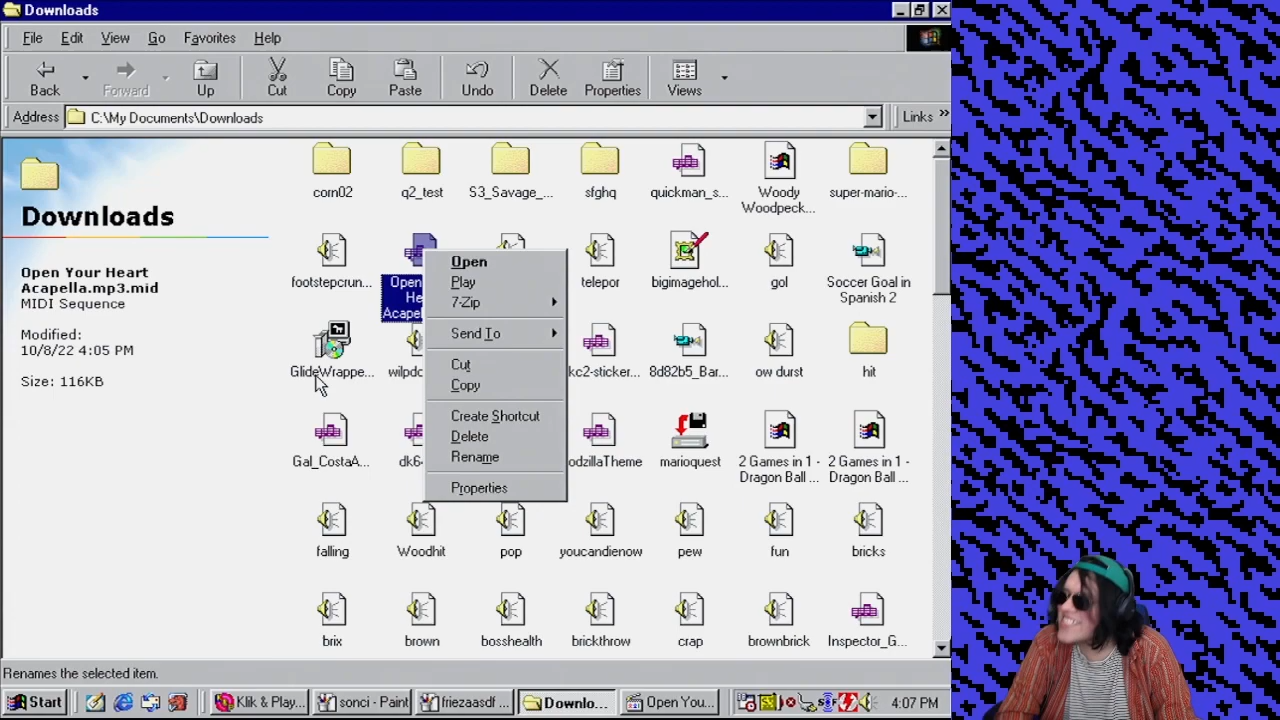 Downloads
File Edit View Go Favorites Help
Back Forward Up Cut Copy Paste Undo Delete Properties Views
Address C:\My Documents\Downloads Links »
Downloads
Open Your Heart
Acapella.mp3.mid
MIDI Sequence
Modified:
10/8/22 4:05 PM
Size: 116KB
corn02 q2_test S3_Savage_... sfghq quickman_s... Woody super-mario-...
Woodpeck...
footstepcrun... Open telepor bigimagehol... gol Soccer Goal in
He Spanish 2
Acape
Open
Play
7-Zip
Send To
Cut
Copy
Create Shortcut
Delete
Rename
Properties
GlideWrappe... kc2-sticker... 8d82b5_Bar... ow durst hit
Gal_CostaA... marioquest 2 Games in 1 - 2 Games in 1 -
Dragon Ball ... Dragon Ball ...
falling Woodhit pop youcandienow pew fun bricks
brix brown bosshealth brickthrow crap brownbrick Inspector_G...
Renames the selected item.
Start Klik & Play... friessasdf... Downlo... Open You... 4:07 PM